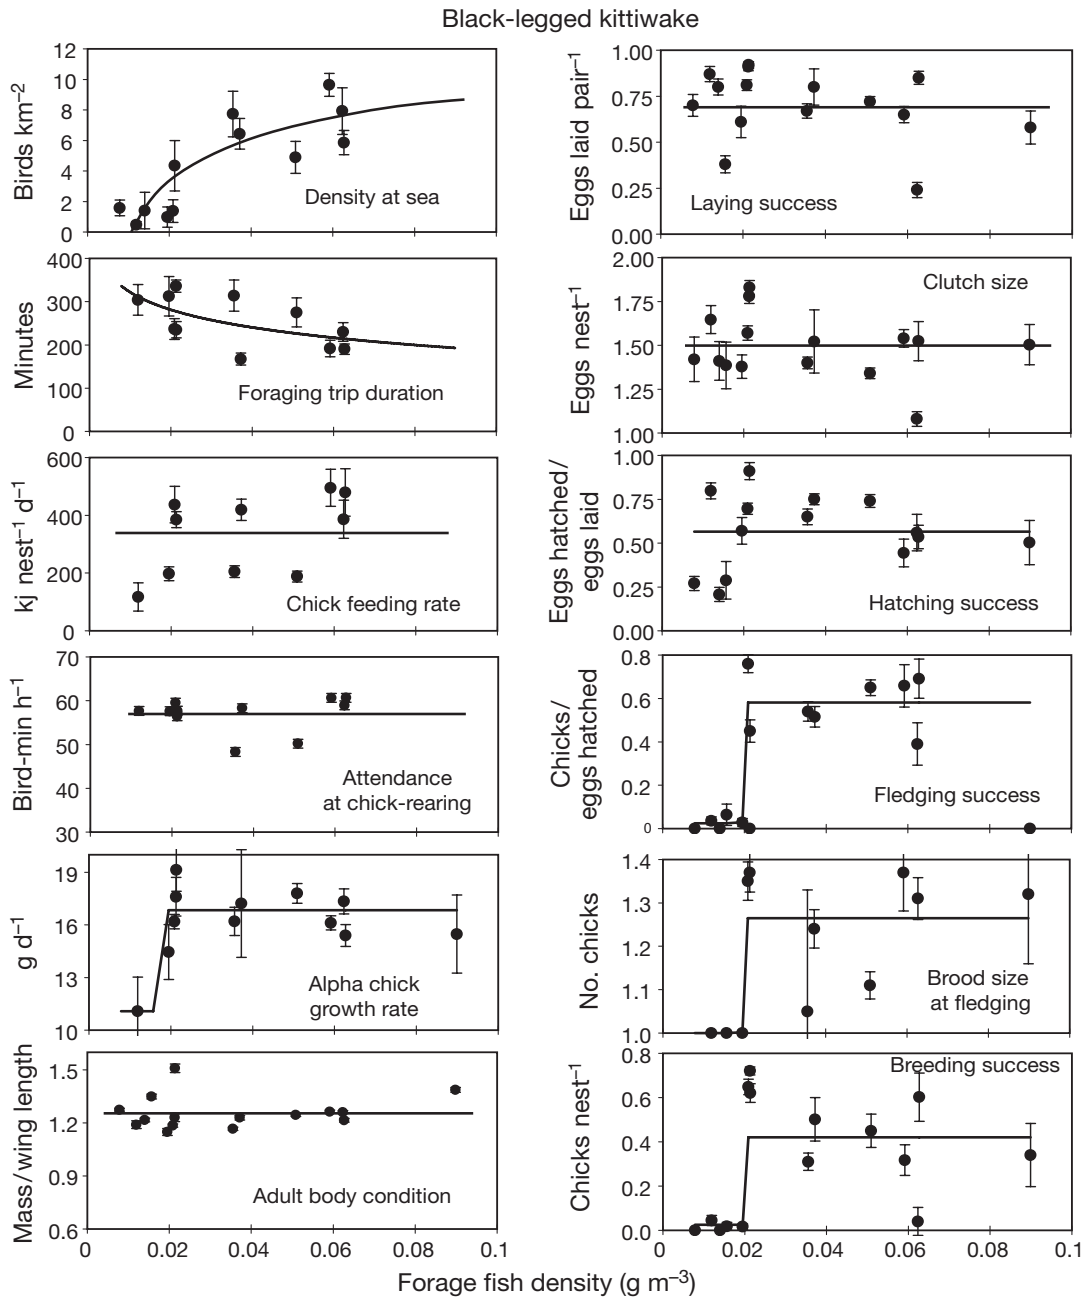 Black-legged kittiwake
Birds km⁻²
12
10
8
6
4
2
0
Density at sea
Eggs laid pair⁻¹
1.00
0.75
0.50
0.25
0.00
Laying success
Minutes
400
300
200
100
0
Foraging trip duration
Eggs nest⁻¹
2.00
1.75
1.50
1.25
1.00
Clutch size
kj nest⁻¹ d⁻¹
600
400
200
0
Chick feeding rate
Eggs hatched/
eggs laid
1.00
0.75
0.50
0.25
0.00
Hatching success
Bird-min h⁻¹
70
60
50
40
30
Attendance
at chick-rearing
Chicks/
eggs hatched
0.8
0.6
0.4
0.2
0
Fledging success
g d⁻¹
19
16
13
10
Alpha chick
growth rate
No. chicks
1.4
1.3
1.2
1.1
1.0
Brood size
at fledging
Mass/wing length
1.5
1.2
0.9
0.6
Adult body condition
0 0.02 0.04 0.06 0.08 0.1
Chicks nest⁻¹
0.8
0.6
0.4
0.2
0.0
Breeding success
0 0.02 0.04 0.06 0.08 0.1
Forage fish density (g m⁻³)